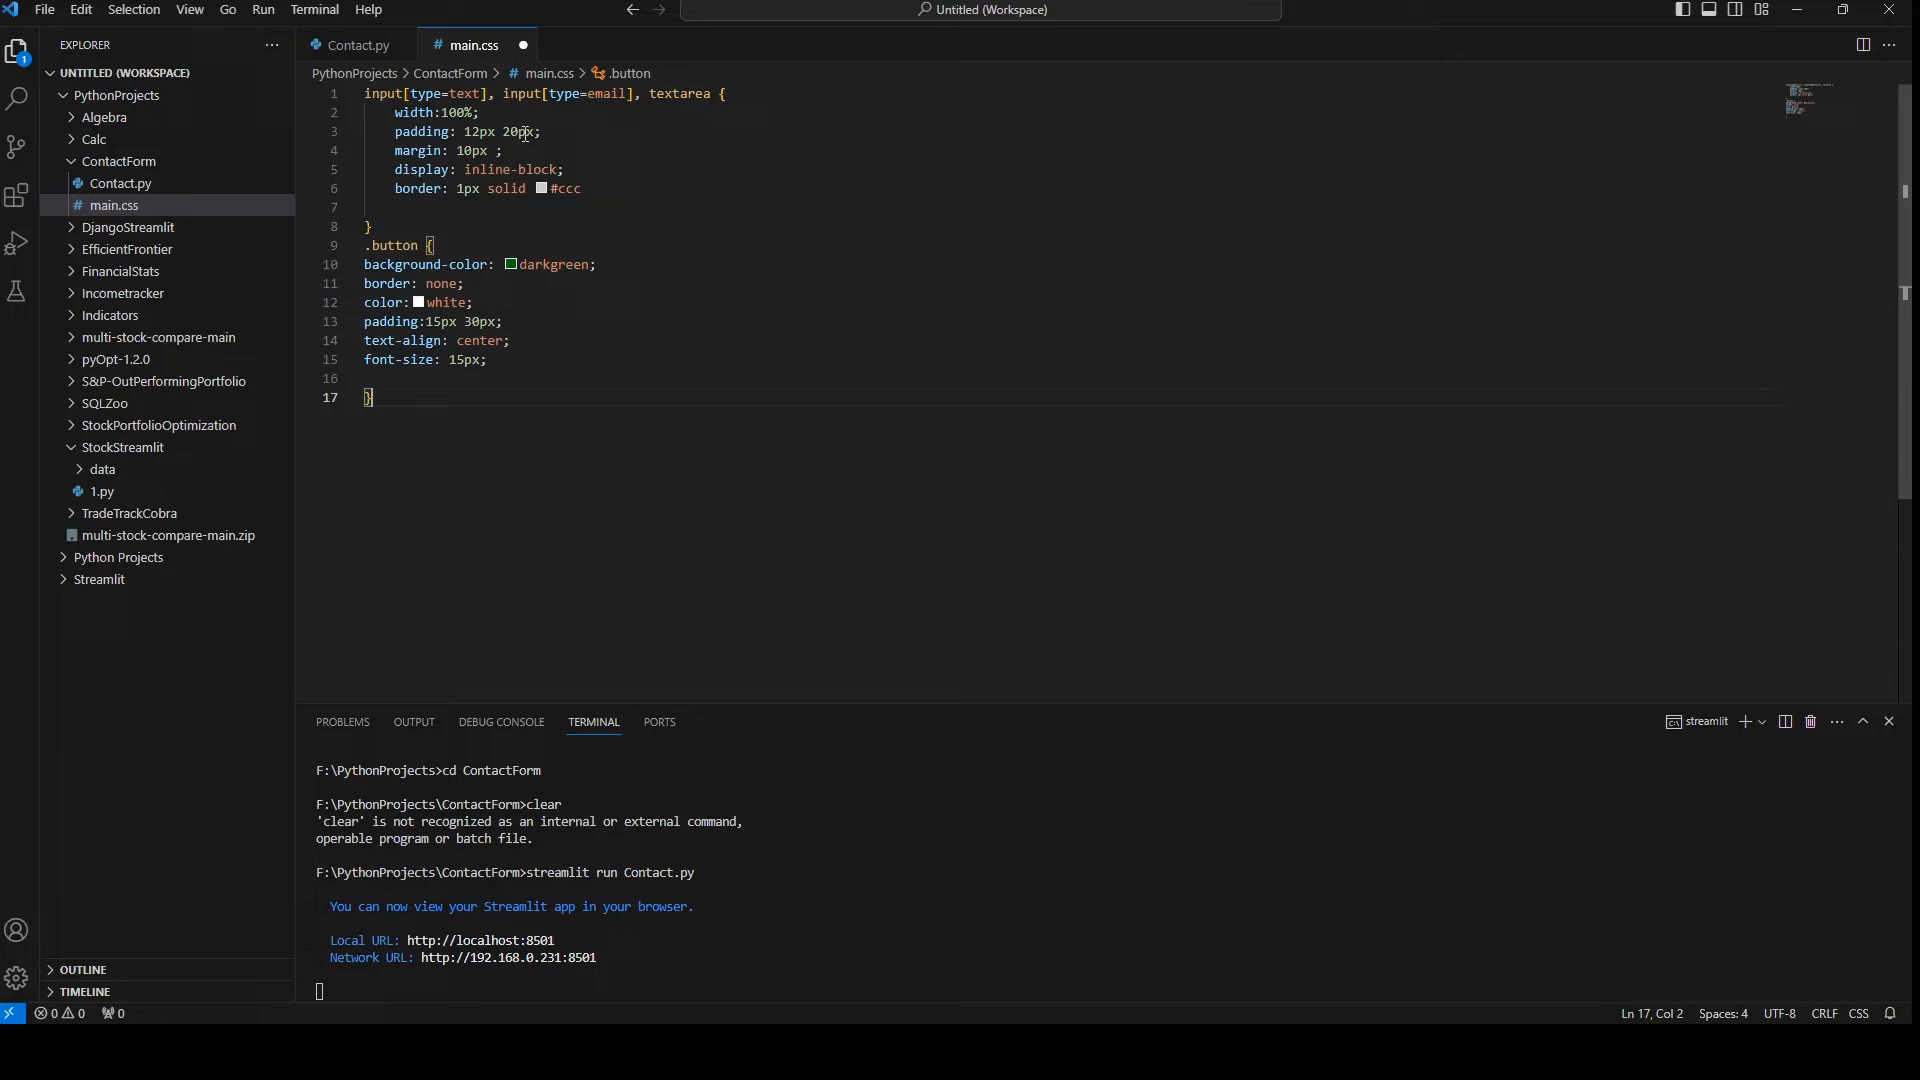 File Edit Selection View Go Run Terminal Help
Untitled (Workspace)
EXPLORER
UNTITLED (WORKSPACE)
PythonProjects
Algebra
Calc
ContactForm
Contact.py
# main.css
DjangoStreamlit
EfficientFrontier
FinancialStats
Incometracker
Indicators
multi-stock-compare-main
pyOpt-1.2.0
S&P-OutPerformingPortfolio
SQLZoo
StockPortfolioOptimization
StockStreamlit
data
1.py
TradeTrackCobra
multi-stock-compare-main.zip
Python Projects
Streamlit
OUTLINE
TIMELINE
1
Contact.py # main.css
PythonProjects > ContactForm > # main.css > .button
1 input[type=text], input[type=email], textarea {
2 width:100%;
3 padding: 12px 20px;
4 margin: 10px ;
5 display: inline-block;
6 border: 1px solid #ccc
7
8 }
9 .button {
10 background-color: darkgreen;
11 border: none;
12 color: white;
13 padding:15px 30px;
14 text-align: center;
15 font-size: 15px;
16
17 }
PROBLEMS OUTPUT DEBUG CONSOLE TERMINAL PORTS
streamlit
F:\PythonProjects>cd ContactForm
F:\PythonProjects\ContactForm>clear
'clear' is not recognized as an internal or external command,
operable program or batch file.
F:\PythonProjects\ContactForm>streamlit run Contact.py
You can now view your Streamlit app in your browser.
Local URL: http://localhost:8501
Network URL: http://192.168.0.231:8501
0 0 0
Ln 17, Col 2 Spaces: 4 UTF-8 CRLF CSS